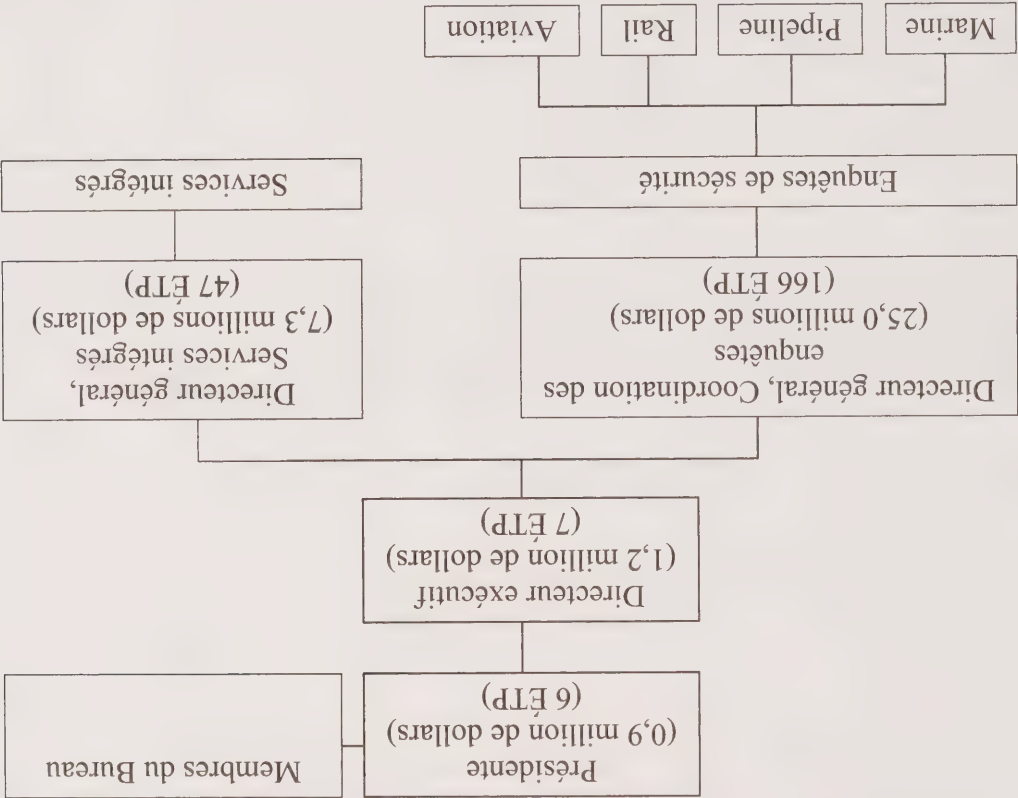 Présidente
(0,9 million de dollars)
(6 ÉTP)
Membres du Bureau
Directeur exécutif
(1,2 million de dollars)
(7 ÉTP)
Directeur général, Coordination des
enquêtes
(25,0 millions de dollars)
(166 ÉTP)
Directeur général,
Services intégrés
(7,3 millions de dollars)
(47 ÉTP)
Enquêtes de sécurité
Services intégrés
Marine
Pipeline
Rail
Aviation